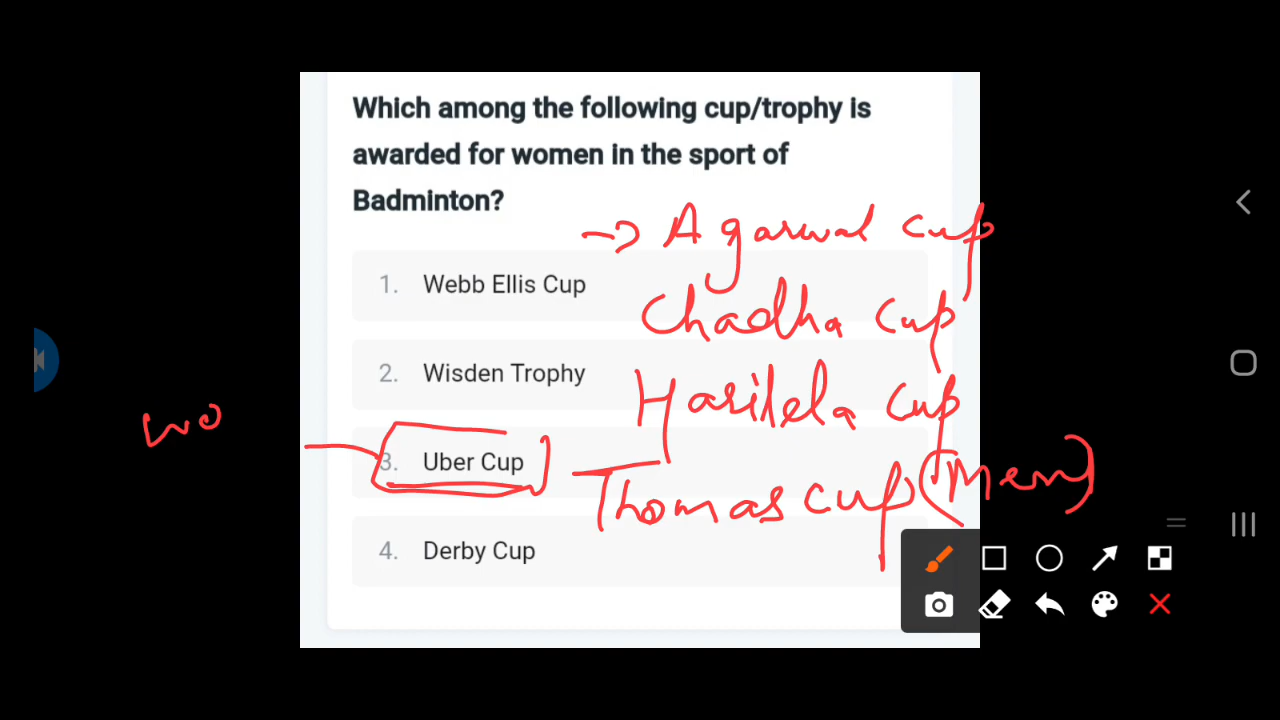 Which among the following cup/trophy is
awarded for women in the sport of
Badminton?
→ Agarwal cup
1. Webb Ellis Cup
Chadha cup
2. Wisden Trophy
Harilela cup
wo
3. Uber Cup
Thomas cup (Men)
4. Derby Cup